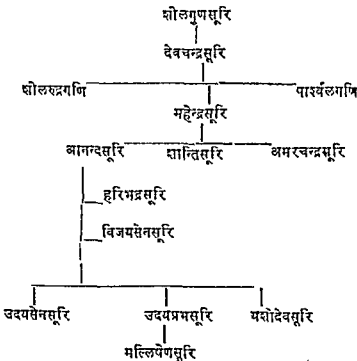 शीलगुणसूरि
देवचन्द्रसूरि
शीलरुद्रगणि पार्श्वलगणि
महेन्द्रसूरि
आनन्दसूरि शान्तिसूरि अमरचन्द्रसूरि
हरिभद्रसूरि
विजयसेनसूरि
उदयसेनसूरि उदयप्रभसूरि यशोदेवसूरि
मल्लिषेणसूरि